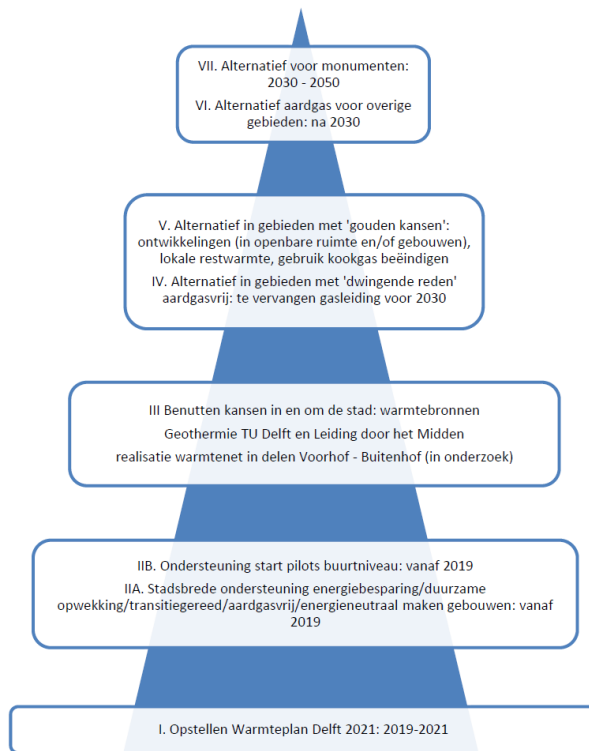 VII. Alternatief voor monumenten:
2030 - 2050
VI. Alternatief aardgas voor overige
gebieden: na 2030
V. Alternatief in gebieden met 'gouden kansen':
ontwikkelingen (in openbare ruimte en/of gebouwen),
lokale restwarmte, gebruik kookgas beëindigen
IV. Alternatief in gebieden met 'dwingende reden'
aardgasvrij: te vervangen gasleiding voor 2030
III Benutten kansen in en om de stad: warmtebronnen
Geothermie TU Delft en Leiding door het Midden
realisatie warmtenet in delen Voorhof - Buitenhof (in onderzoek)
IIB. Ondersteuning start pilots buurtniveau: vanaf 2019
IIA. Stadsbrede ondersteuning energiebesparing/duurzame
opwekking/transitiegereed/aardgasvrij/energieneutraal maken gebouwen: vanaf
2019
I. Opstellen Warmteplan Delft 2021: 2019-2021